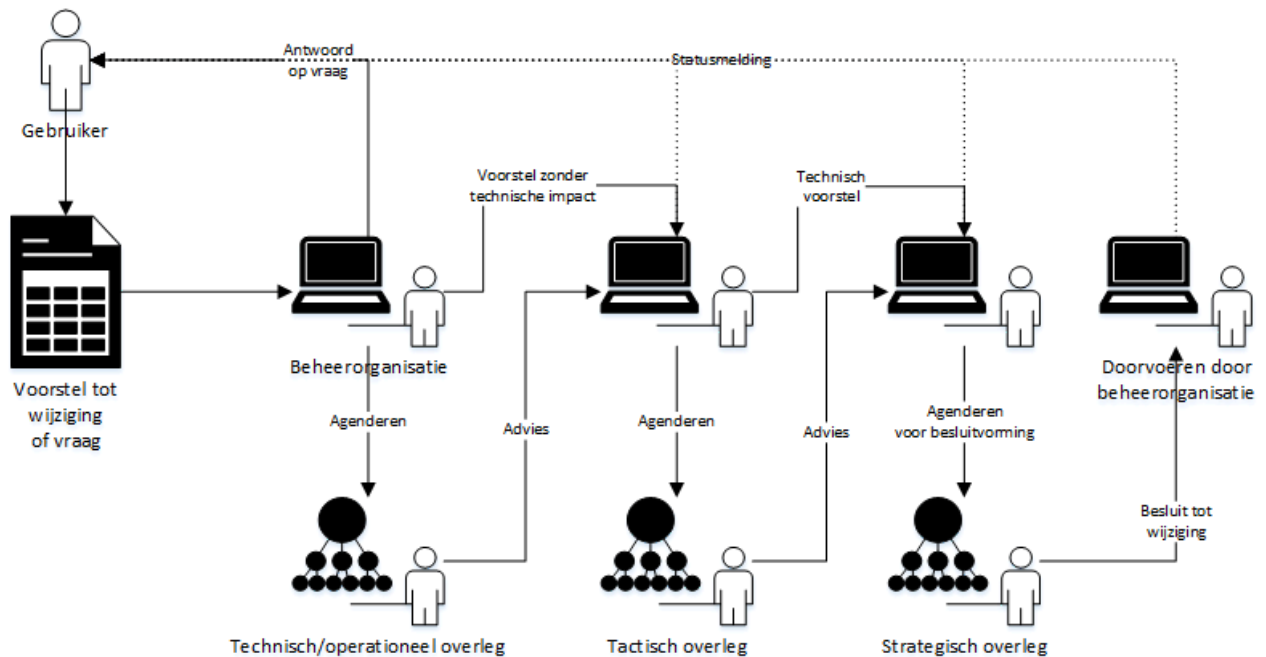 Antwoord
op vraag
Statusmelding
Gebruiker
Voorstel zonder
technische impact
Technisch
voorstel
Beheerorganisatie
Doorvoeren door
beheerorganisatie
Voorstel tot
wijziging
of vraag
Agenderen
Advies
Agenderen
Advies
Agenderen
voor besluitvorming
Besluit tot
wijziging
Technisch/operationeel overleg
Tactisch overleg
Strategisch overleg